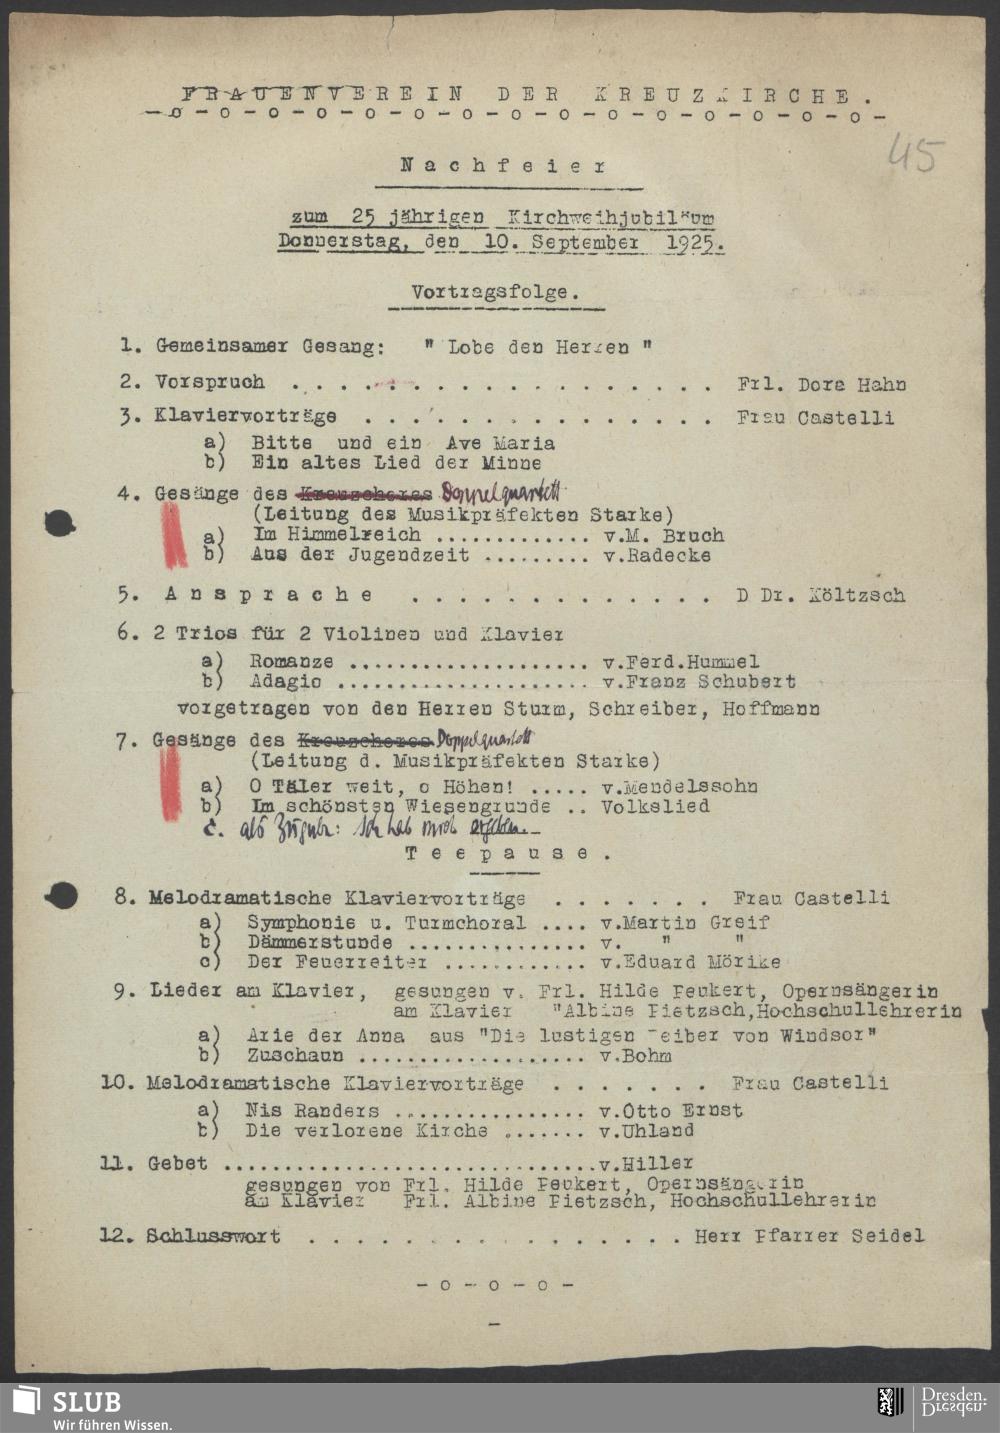 FRAUENVEREIN DER KREUZKIRCHE.
-o-o-o-o-o-o-o-o-o-o-o-o-o-o-o-
45
Nachfeier
zum 25 jährigen Kirchweihjubiläum
Donnerstag, den 10. September 1925.
Vortragsfolge.
1. Gemeinsamer Gesang: " Lobe den Herren "
2. Vorspruch . . . . . . . . . . . . . . . . . . Frl. Dora Hahn
3. Klaviervorträge . . . . . . . . . . . . . . . Frau Castelli
a) Bitte und ein Ave Maria
b) Ein altes Lied der Minne
4. Gesänge des Kreuzchores Doppelquartett
(Leitung des Musikpräfekten Starke)
a) Im Himmelreich ............. v.M. Bruch
b) Aus der Jugendzeit ......... v.Radecke
5. Ansprache . . . . . . . . . . . . . D Dr. Költzsch
6. 2 Trios für 2 Violinen und Klavier
a) Romanze .................... v.Ferd.Hummel
b) Adagio ..................... v.Franz Schubert
vorgetragen von den Herren Sturm, Schreiber, Hoffmann
7. Gesänge des Kreuzchores Doppelquartett
(Leitung d. Musikpräfekten Starke)
a) O Täler weit, o Höhen! ..... v.Mendelssohn
b) Im schönsten Wiesengrunde .. Volkslied
c. als Zugabe: Ich hab mich ergeben.
Teepause.
8. Melodramatische Klaviervorträge . . . . . . . Frau Castelli
a) Symphonie u. Turmchoral .... v.Martin Greif
b) Dämmerstunde ............... v. " "
c) Der Feuerreiter ............ v.Eduard Mörike
9. Lieder am Klavier, gesungen v. Frl. Hilde Peukert, Opernsängerin
am Klavier "Albine Pietzsch,Hochschullehrerin
a) Arie der Anna aus "Die lustigen eiber von Windsor"
b) Zuschaun ................... v.Bohm
10. Melodramatische Klaviervorträge . . . . . . . Frau Castelli
a) Nis Randers ................ v.Otto Ernst
b) Die verlorene Kirche ....... v.Uhland
11. Gebet ...............................v.Hiller
gesungen von Frl. Hilde Peukert, Opernsängerin
am Klavier Frl. Albine Pietzsch, Hochschullehrerin
12. Schlusswort . . . . . . . . . . . . . . . . Herr Pfarrer Seidel
- o - o - o -
-
SLUB
Wir führen Wissen.
Dresden.
Dresden.